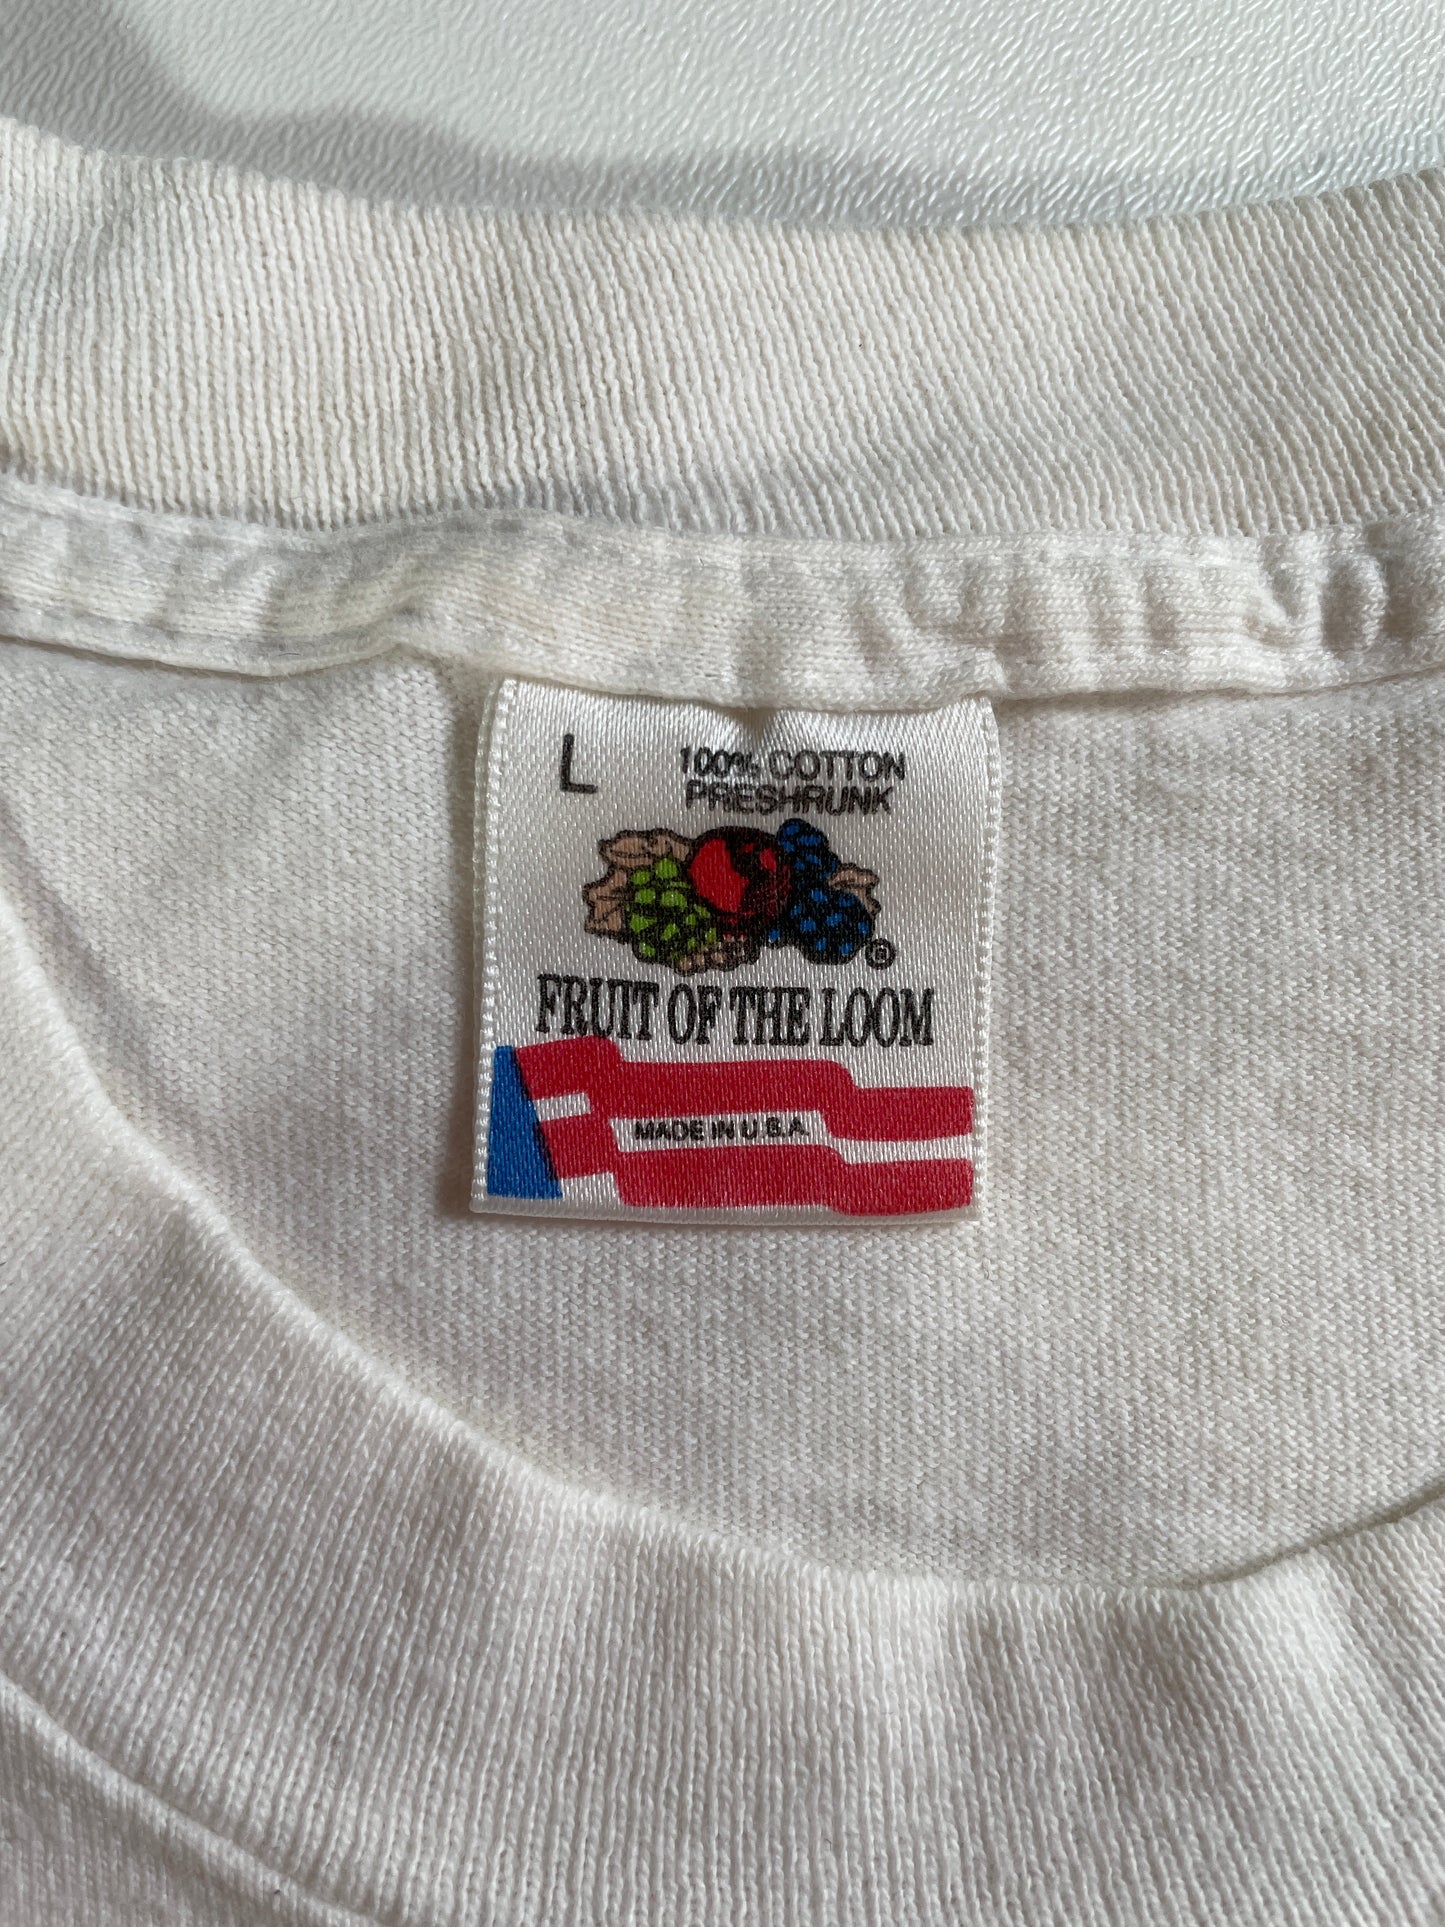 L
100% COTTON
PRESHRUNK
®
FRUIT OF THE LOOM
MADE IN U.S.A.